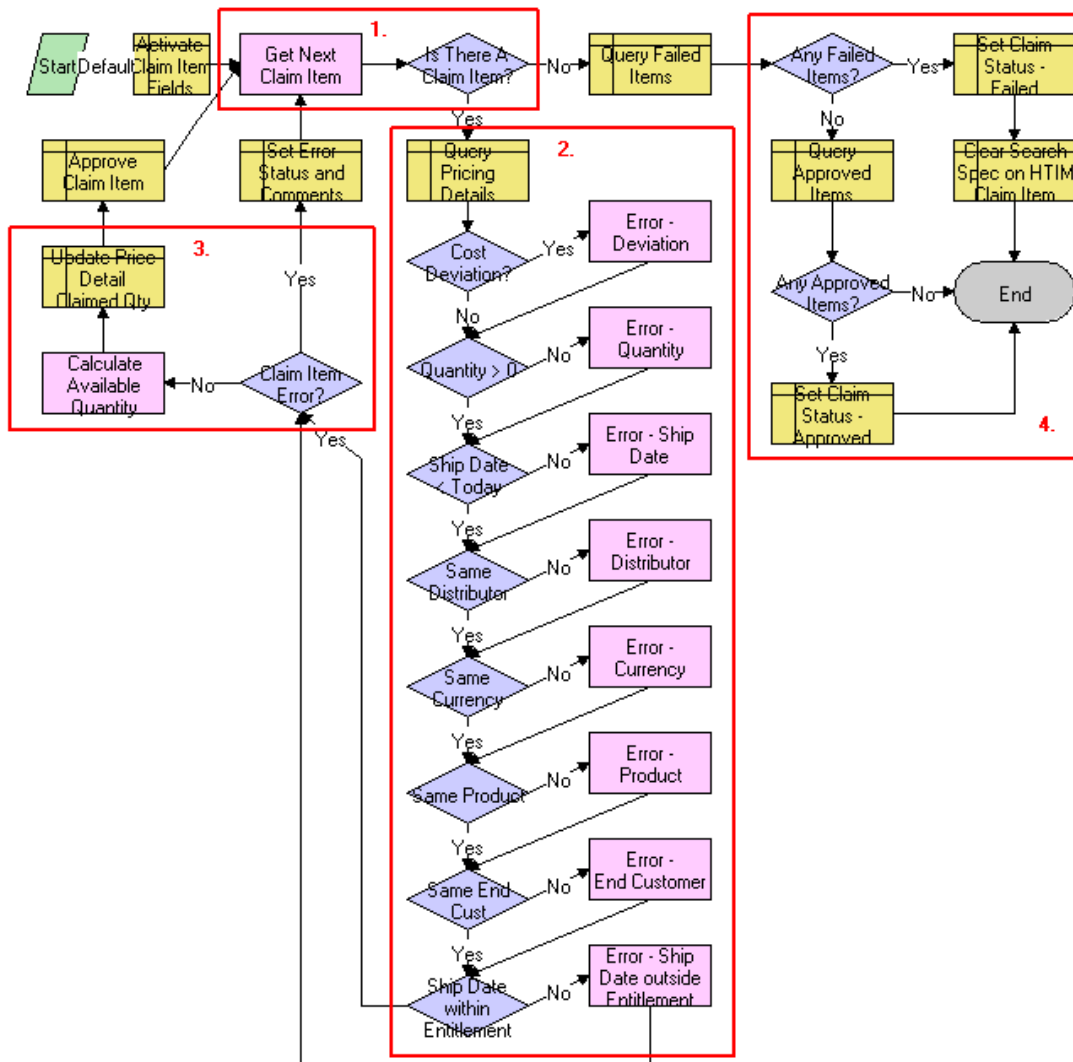 1.
Start
Default
Activate
Claim Item
Fields
Get Next
Claim Item
Is There A
Claim Item?
No
Query Failed
Items
Any Failed
Items?
Yes
Set Claim
Status -
Failed
Yes
No
Approve
Claim Item
Set Error
Status and
Comments
2.
Query
Pricing
Details
Query
Approved
Items
Clear Search
Spec on HTIM
Claim Item
Cost
Deviation?
Yes
Error -
Deviation
No
3.
Update Price
Detail
Claimed Qty
Yes
Any Approved
Items?
No
End
Quantity > 0
No
Error -
Quantity
Yes
Calculate
Available
Quantity
No
Claim Item
Error?
Yes
Yes
Set Claim
Status -
Approved
4.
Ship Date
< Today
No
Error - Ship
Date
Yes
Same
Distributor
No
Error -
Distributor
Yes
Same
Currency
No
Error -
Currency
Yes
Same Product
No
Error -
Product
Yes
Same End
Cust
No
Error -
End Customer
Yes
Ship Date
within
Entitlement
No
Error - Ship
Date outside
Entitlement